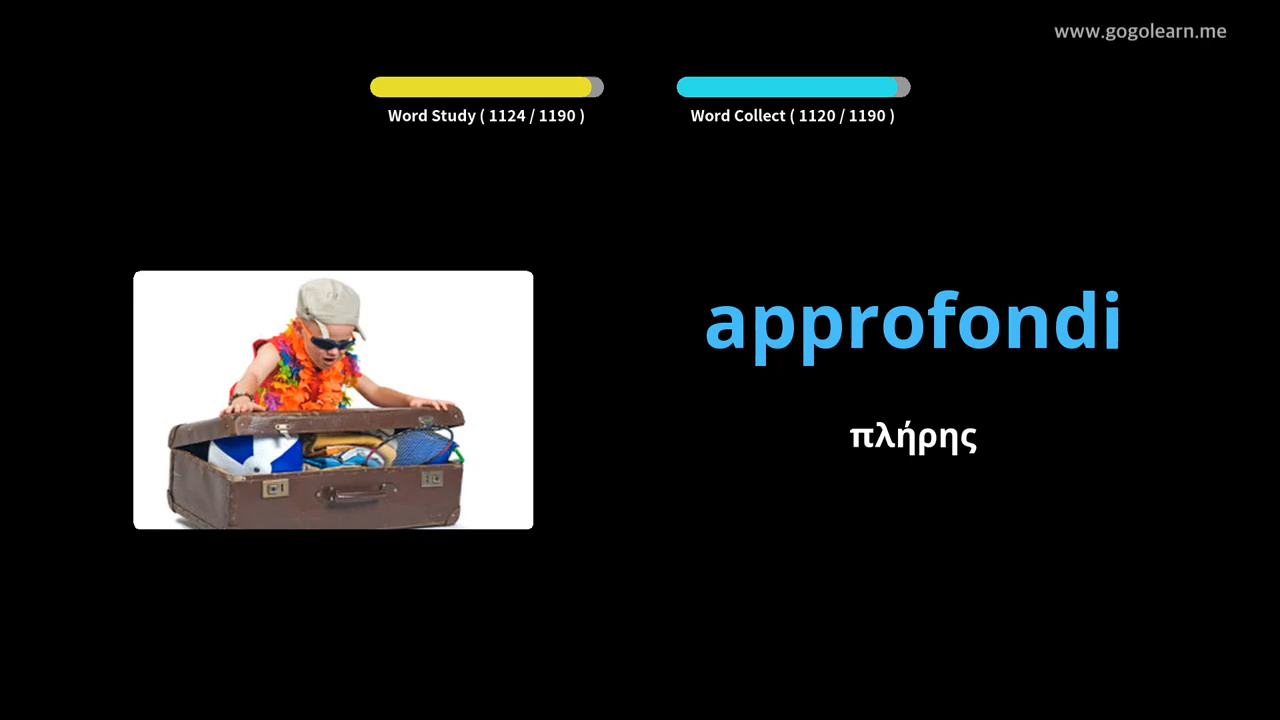 www.gogolearn.me
Word Study ( 1124 / 1190 )
Word Collect ( 1120 / 1190 )
approfondi
πλήρης